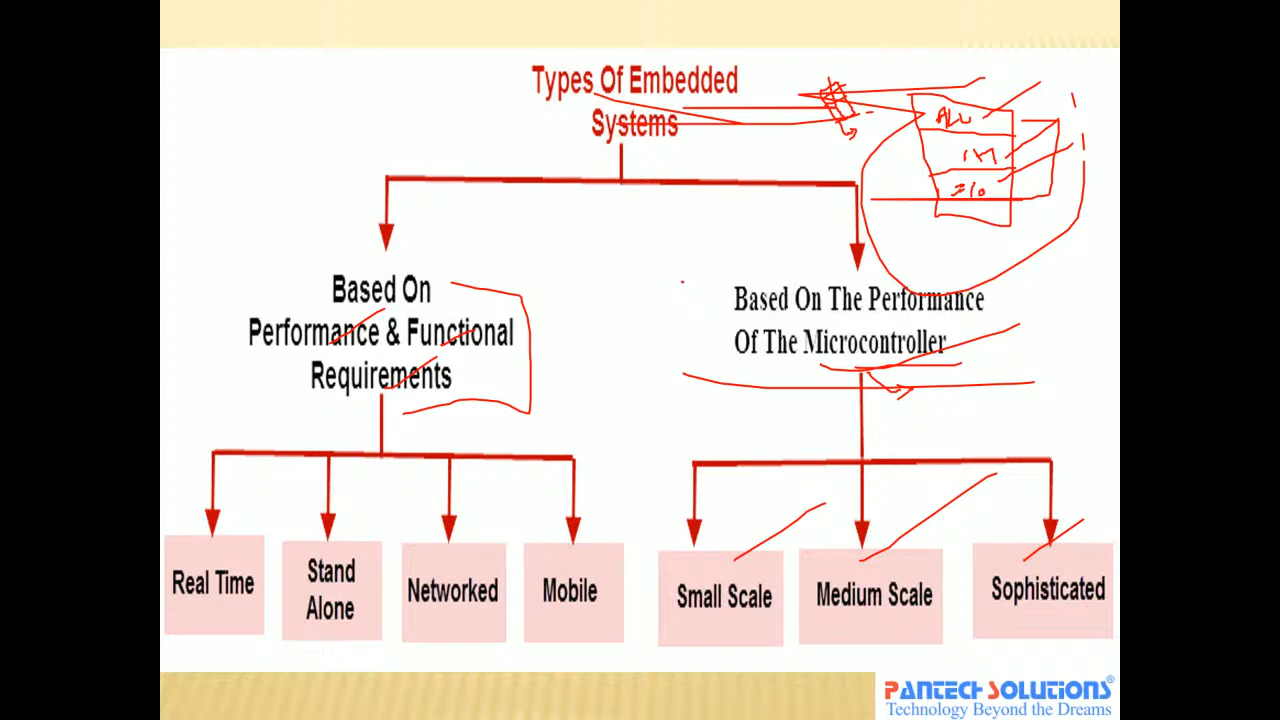 Types Of Embedded
Systems
ALU
I/O
Based On
Performance & Functional
Requirements
Based On The Performance
Of The Microcontroller
Real Time
Stand
Alone
Networked
Mobile
Small Scale
Medium Scale
Sophisticated
PANTECH SOLUTIONS®
Technology Beyond the Dreams